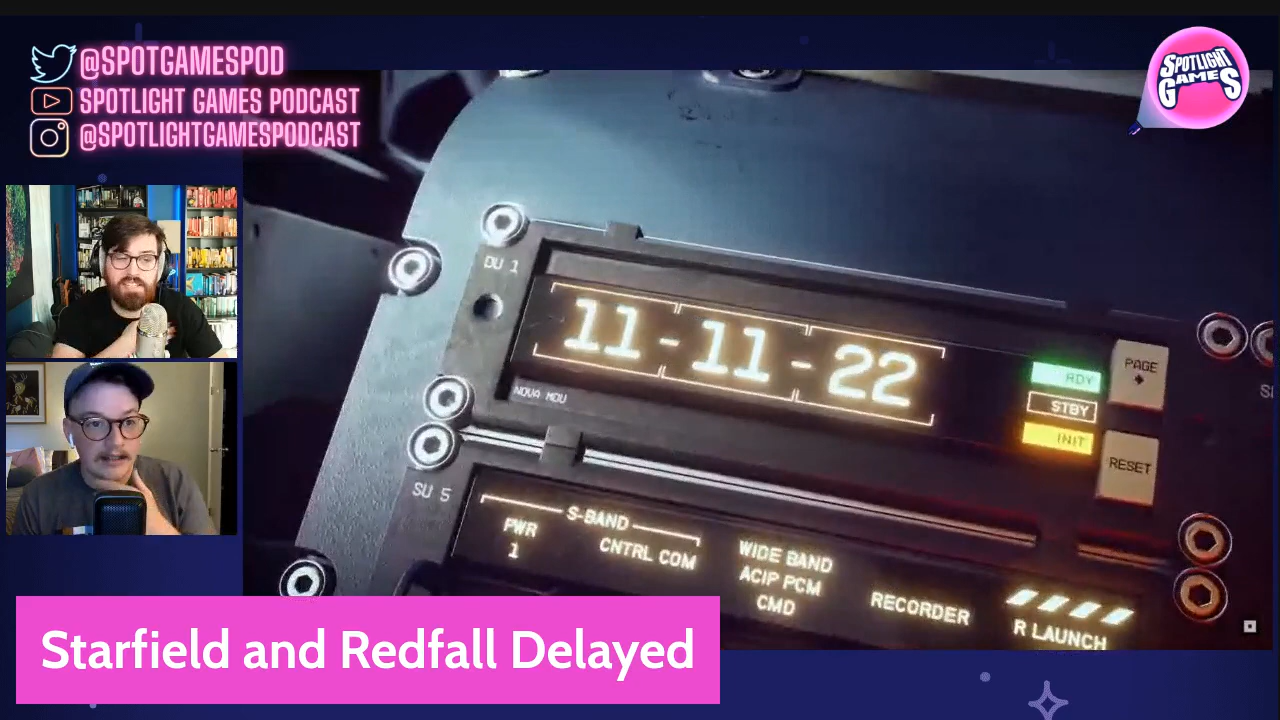 @SPOTGAMESPOD
SPOTLIGHT GAMES PODCAST
@SPOTLIGHTGAMESPODCAST
SPOTLIGHT
GAMES
DU 1
11-11-22
NOVA MDU
RDY
STBY
INIT
PAGE
RESET
SU 5
S-BAND
PWR
1
CNTRL COM
WIDE BAND
ACIP PCM
CMD
RECORDER
R LAUNCH
Starfield and Redfall Delayed